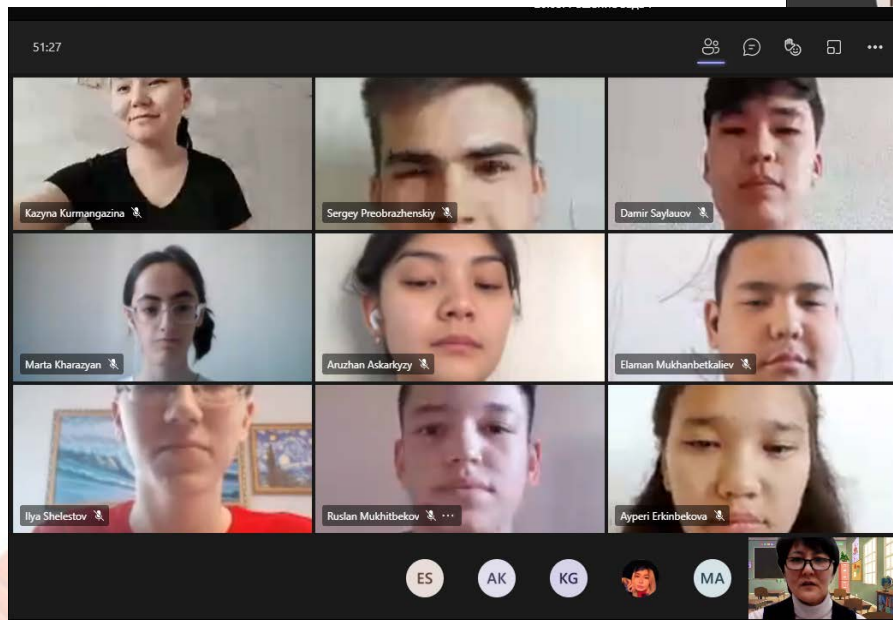 51:27
Kazyna Kurmangazina
Sergey Preobrazhenskiy
Damir Saylauov
Marta Kharazyan
Aruzhan Askarkyzy
Elaman Mukhanbetkaliev
Ilya Shelestov
Ruslan Mukhitbekov
Ayperi Erkinbekova
ES
AK
KG
MA